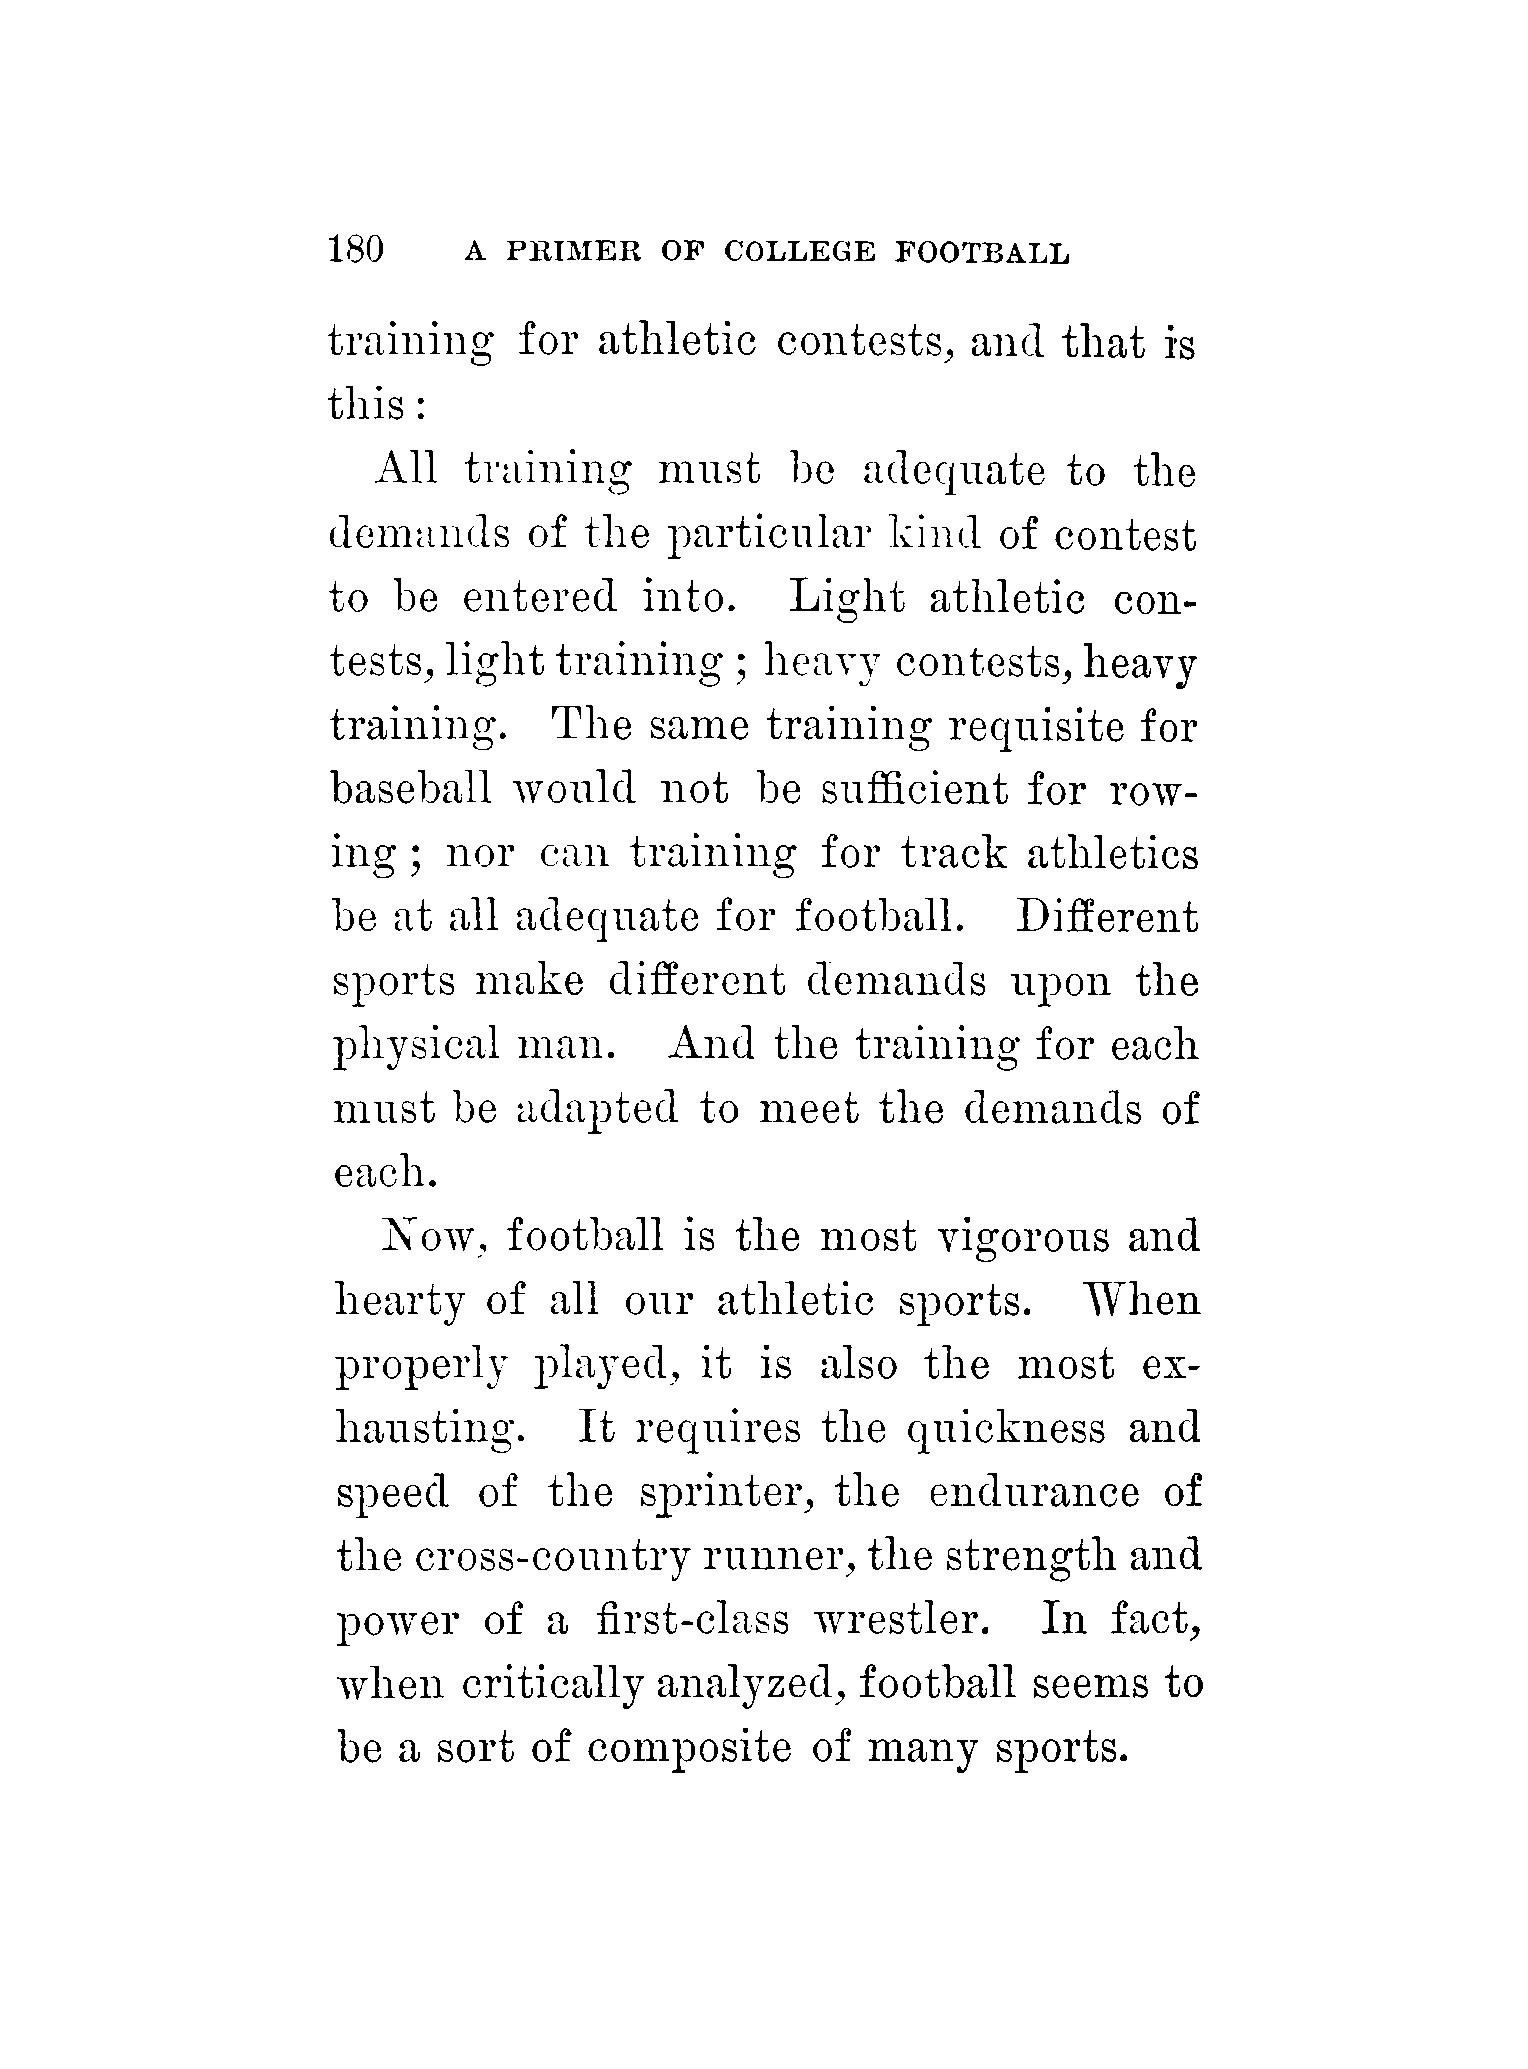 180 A PRIMER OF COLLEGE FOOTBALL
training for athletic contests, and that is
this :
All training must be adequate to the
demands of the particular kind of contest
to be entered into. Light athletic con-
tests, light training ; heavy contests, heavy
training. The same training requisite for
baseball would not be sufficient for row-
ing ; nor can training for track athletics
be at all adequate for football. Different
sports make different demands upon the
physical man. And the training for each
must be adapted to meet the demands of
each.
Now, football is the most vigorous and
hearty of all our athletic sports. When
properly played, it is also the most ex-
hausting. It requires the quickness and
speed of the sprinter, the endurance of
the cross-country runner, the strength and
power of a first-class wrestler. In fact,
when critically analyzed, football seems to
be a sort of composite of many sports.